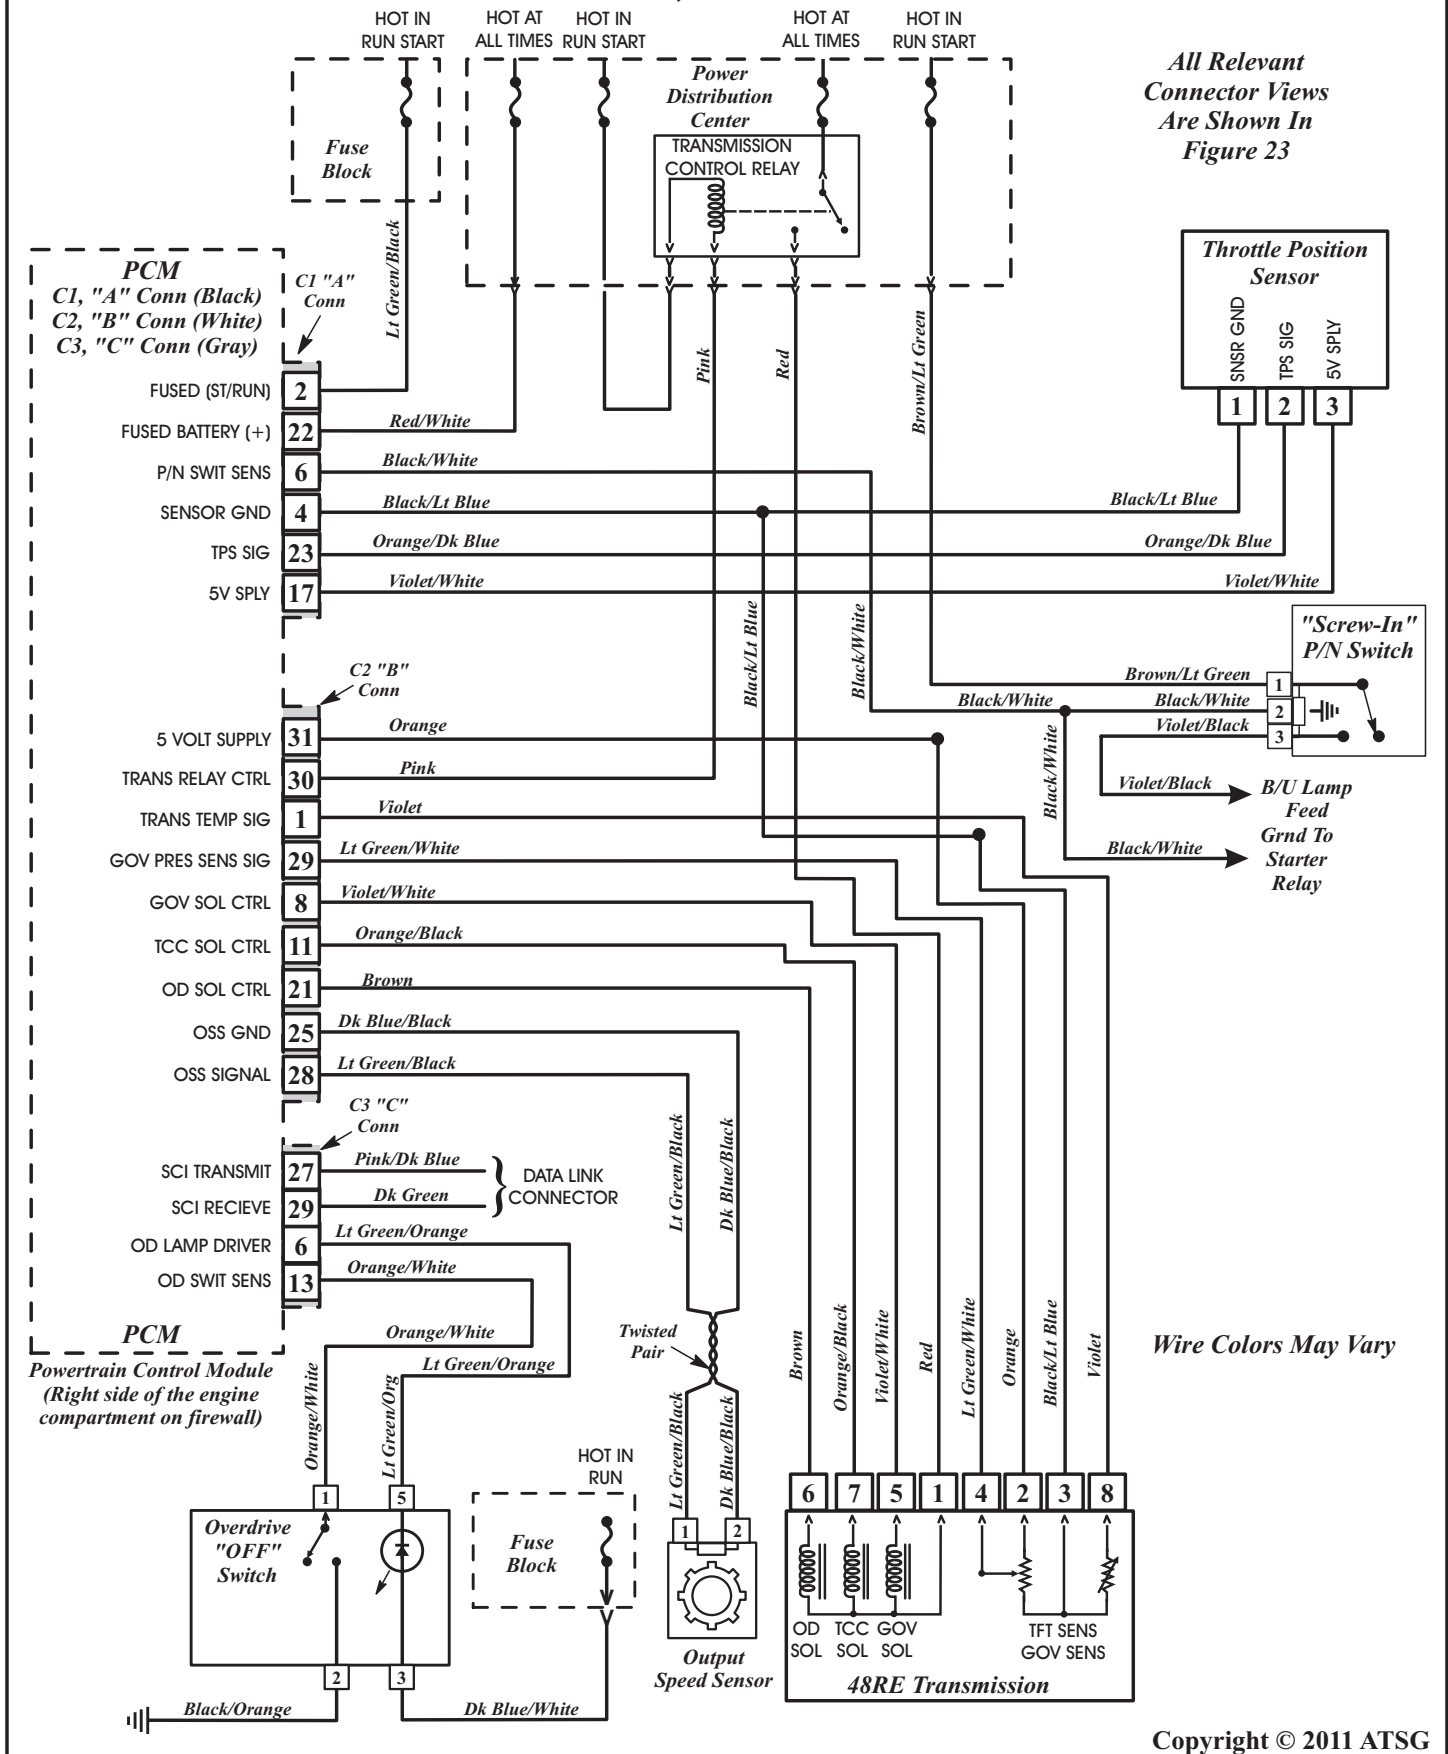 HOT IN
RUN START
HOT AT
ALL TIMES
HOT IN
RUN START
HOT AT
ALL TIMES
HOT IN
RUN START
All Relevant
Connector Views
Are Shown In
Figure 23
Power
Distribution
Center
Fuse
Block
TRANSMISSION
CONTROL RELAY
Lt Green/Black
Throttle Position
Sensor
SNSR GND
TPS SIG
5V SPLY
1
2
3
PCM
C1, "A" Conn (Black)
C2, "B" Conn (White)
C3, "C" Conn (Gray)
C1 "A"
Conn
Pink
Red
Brown/Lt Green
FUSED (ST/RUN)
2
FUSED BATTERY (+)
22
Red/White
P/N SWIT SENS
6
Black/White
SENSOR GND
4
Black/Lt Blue
Black/Lt Blue
TPS SIG
23
Orange/Dk Blue
Orange/Dk Blue
5V SPLY
17
Violet/White
Violet/White
Black/Lt Blue
Black/White
"Screw-In"
P/N Switch
C2 "B"
Conn
Brown/Lt Green
1
Black/White
Black/White
2
Violet/Black
3
Black/White
Violet/Black
B/U Lamp
Feed
Black/White
Grnd To
Starter
Relay
5 VOLT SUPPLY
31
Orange
TRANS RELAY CTRL
30
Pink
TRANS TEMP SIG
1
Violet
GOV PRES SENS SIG
29
Lt Green/White
GOV SOL CTRL
8
Violet/White
TCC SOL CTRL
11
Orange/Black
OD SOL CTRL
21
Brown
OSS GND
25
Dk Blue/Black
OSS SIGNAL
28
Lt Green/Black
C3 "C"
Conn
Lt Green/Black
Dk Blue/Black
SCI TRANSMIT
27
Pink/Dk Blue
SCI RECIEVE
29
Dk Green
DATA LINK
CONNECTOR
OD LAMP DRIVER
6
Lt Green/Orange
OD SWIT SENS
13
Orange/White
PCM
Orange/White
Lt Green/Orange
Powertrain Control Module
(Right side of the engine
compartment on firewall)
Orange/White
Lt Green/Org
Twisted
Pair
Lt Green/Black
Dk Blue/Black
Brown
Orange/Black
Violet/White
Red
Lt Green/White
Orange
Black/Lt Blue
Violet
Wire Colors May Vary
HOT IN
RUN
1
5
Overdrive
"OFF"
Switch
Fuse
Block
1
2
6
7
5
1
4
2
3
8
OD
SOL
TCC
SOL
GOV
SOL
TFT SENS
GOV SENS
Output
Speed Sensor
48RE Transmission
2
3
Black/Orange
Dk Blue/White
Copyright © 2011 ATSG